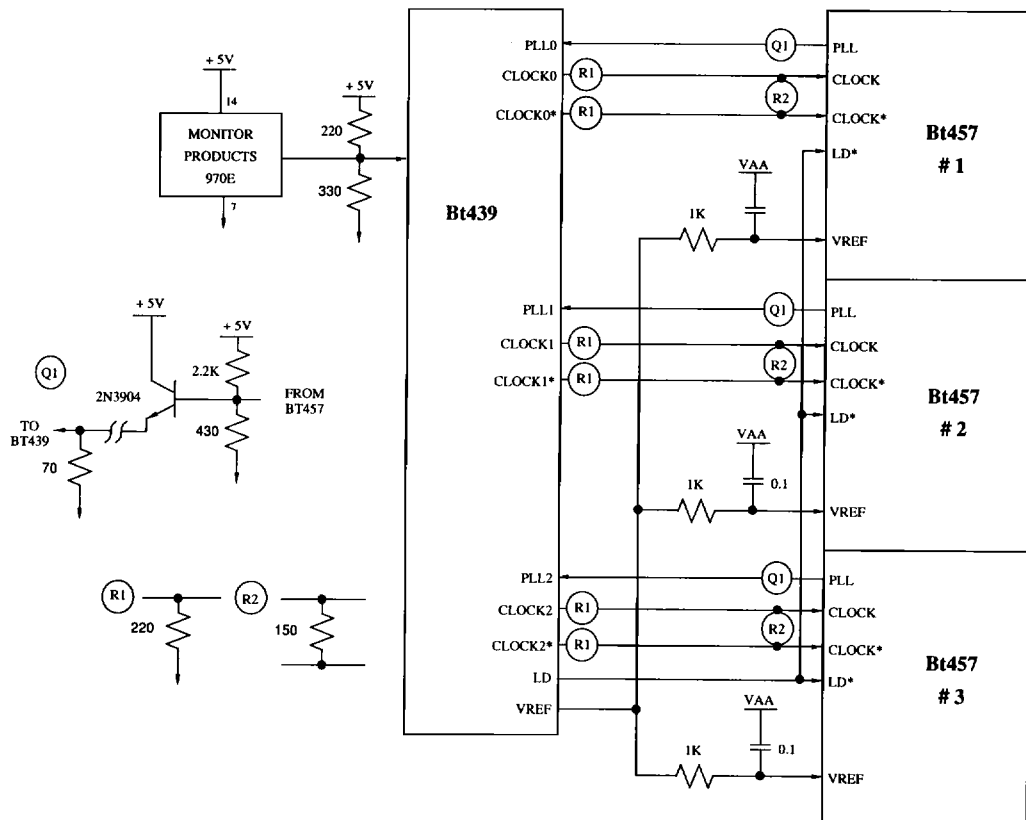 + 5V
14
MONITOR
PRODUCTS
970E
7
+ 5V
220
330
Bt439
PLL0
CLOCK0
CLOCK0*
R1
R1
Q1
R2
PLL
CLOCK
CLOCK*
LD*
VREF
Bt457
# 1
VAA
1K
PLL1
CLOCK1
CLOCK1*
R1
R1
Q1
R2
PLL
CLOCK
CLOCK*
LD*
VREF
Bt457
# 2
VAA
0.1
1K
PLL2
CLOCK2
CLOCK2*
LD
VREF
R1
R1
Q1
R2
PLL
CLOCK
CLOCK*
LD*
VREF
Bt457
# 3
VAA
0.1
1K
Q1
+ 5V
2N3904
+ 5V
2.2K
430
FROM
BT457
TO
BT439
70
R1
220
R2
150